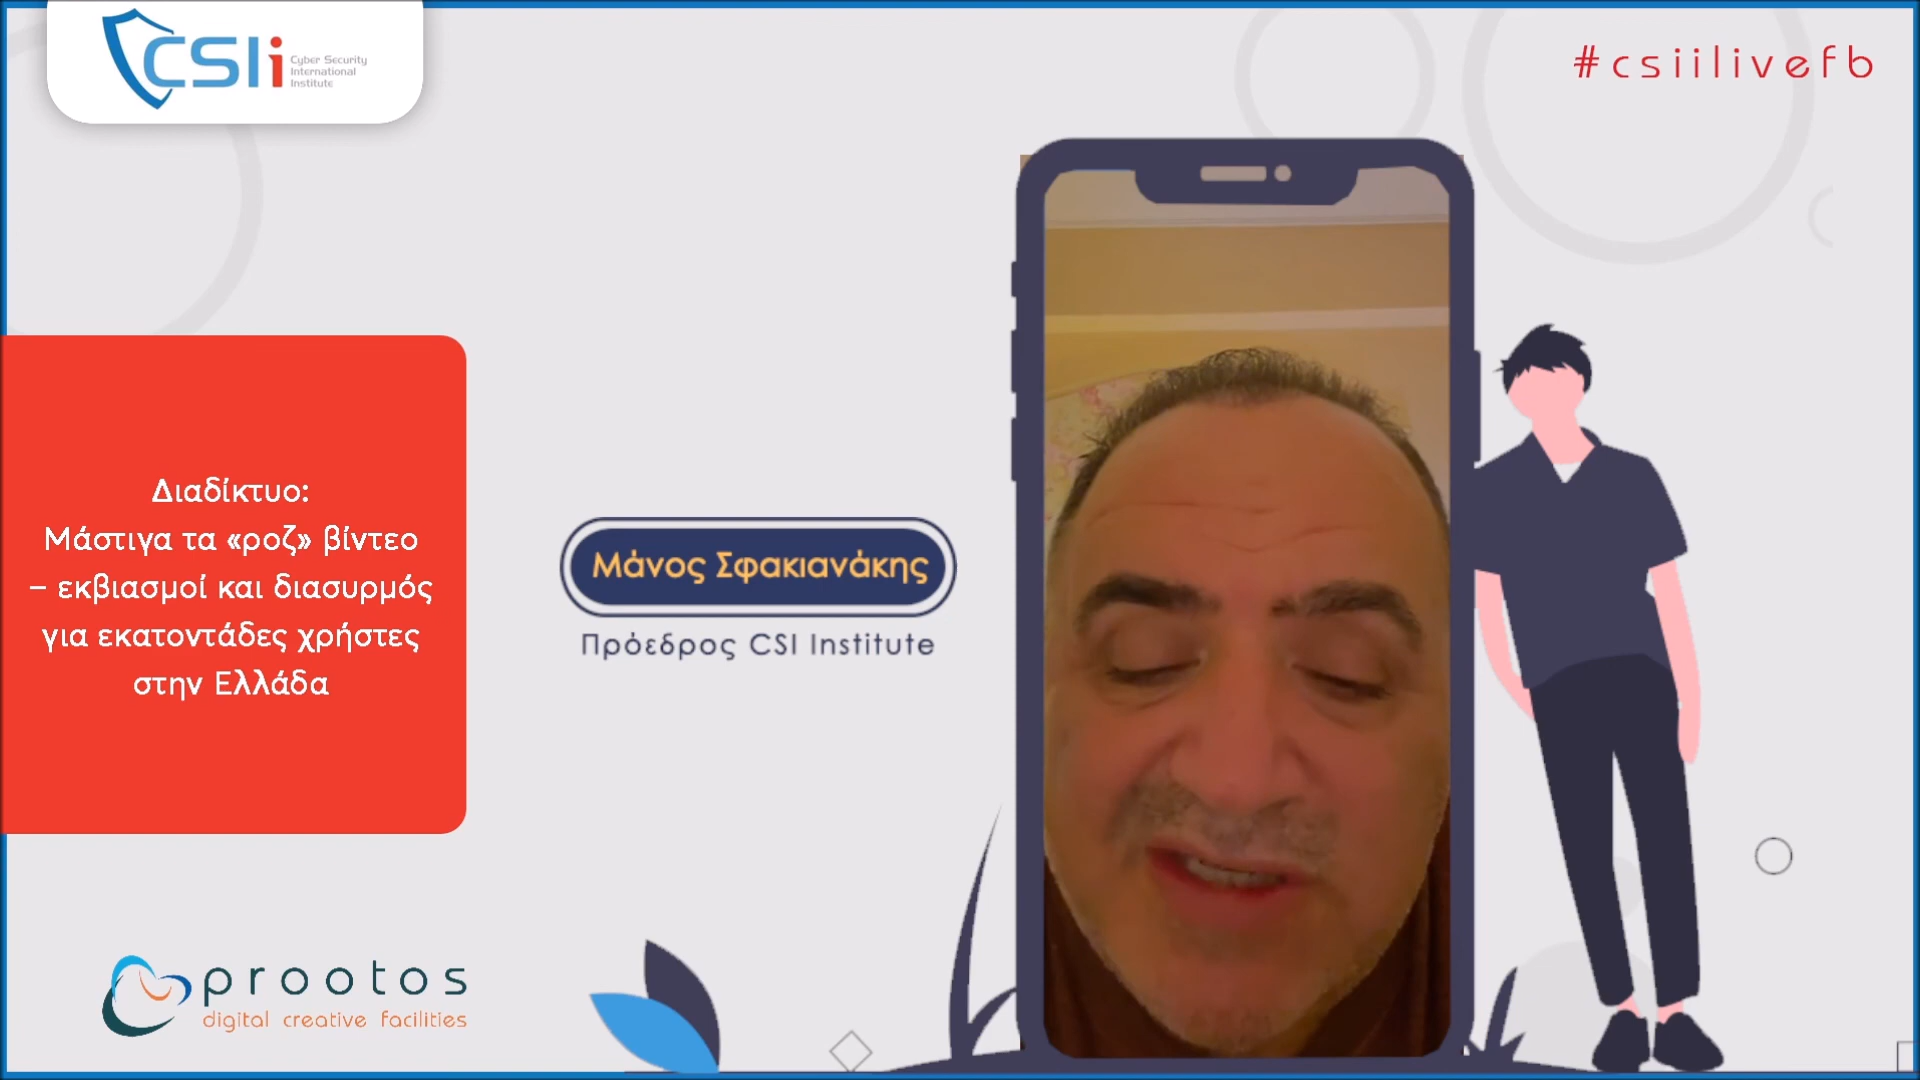 CSIi
Cyber Security
International
Institute
#csiilivefb
Διαδίκτυο:
Μάστιγα τα «ροζ» βίντεο
– εκβιασμοί και διασυρμός
για εκατοντάδες χρήστες
στην Ελλάδα
Μάνος Σφακιανάκης
Πρόεδρος CSI Institute
prootos
digital creative facilities